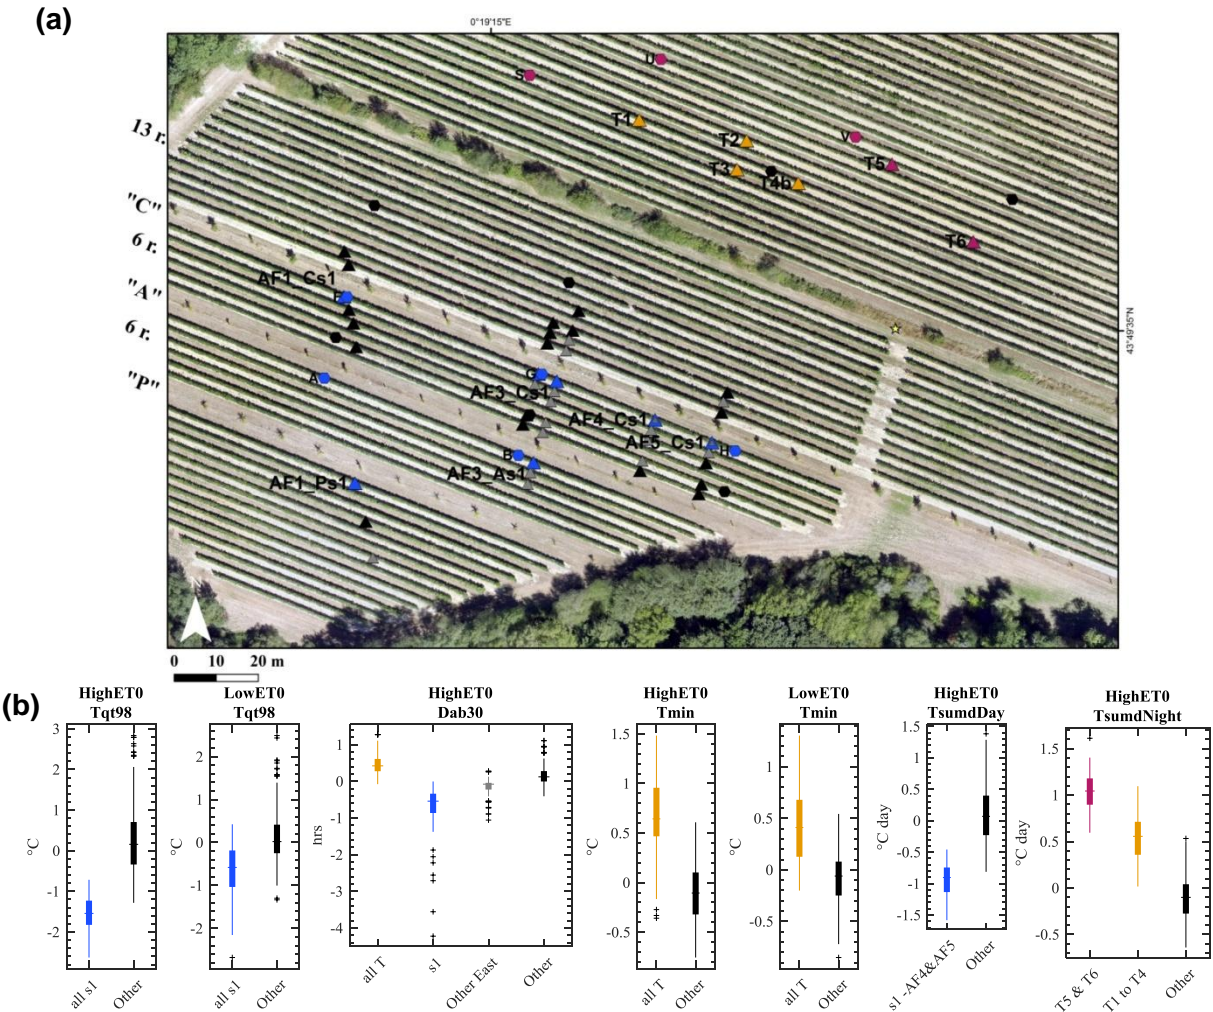 (a)
0°19'15"E
S
U
T1
T2
V
13 r.
T3
T4b
T5
"C"
6 r.
T6
AF1_Cs1
F
"A"
6 r.
43°49'35"N
A
G
"P"
AF3_Cs1
AF4_Cs1
AF5_Cs1
H
B
AF3_As1
AF1_Ps1
0 10 20 m
(b)
HighET0
Tqt98
3
2
1
0
-1
-2
°C
all s1
Other
LowET0
Tqt98
2
1
0
-1
-2
°C
all s1
Other
HighET0
Dab30
1
0
-1
-2
-3
-4
hrs
all T
s1
Other East
Other
HighET0
Tmin
1.5
1
0.5
0
-0.5
°C
all T
Other
LowET0
Tmin
1
0.5
0
-0.5
°C
all T
Other
HighET0
TsumdDay
1.5
1
0.5
0
-0.5
-1
-1.5
°C day
s1 -AF4&AF5
Other
HighET0
TsumdNight
1.5
1
0.5
0
-0.5
°C day
T5 & T6
T1 to T4
Other